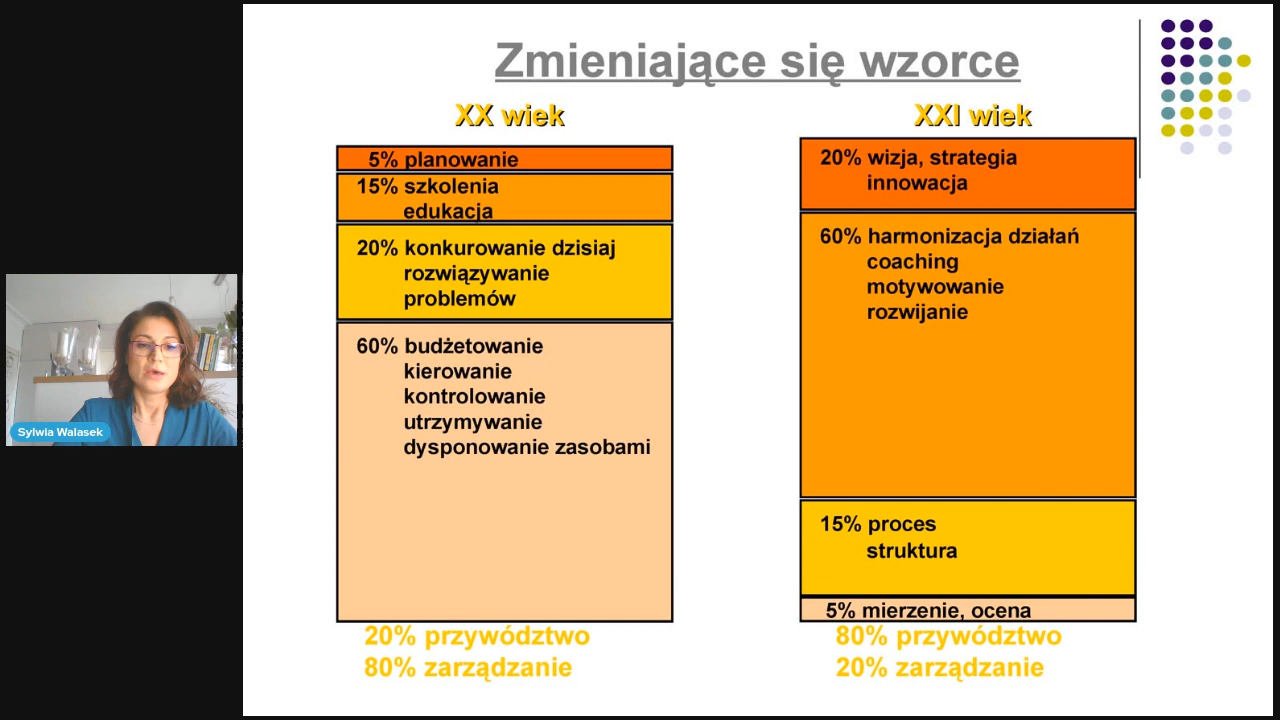 Zmieniające się wzorce
XX wiek
5% planowanie
15% szkolenia
edukacja
20% konkurowanie dzisiaj
rozwiązywanie
problemów
60% budżetowanie
kierowanie
kontrolowanie
utrzymywanie
dysponowanie zasobami
20% przywództwo
80% zarządzanie
XXI wiek
20% wizja, strategia
innowacja
60% harmonizacja działań
coaching
motywowanie
rozwijanie
15% proces
struktura
5% mierzenie, ocena
80% przywództwo
20% zarządzanie
Sylwia Walasek